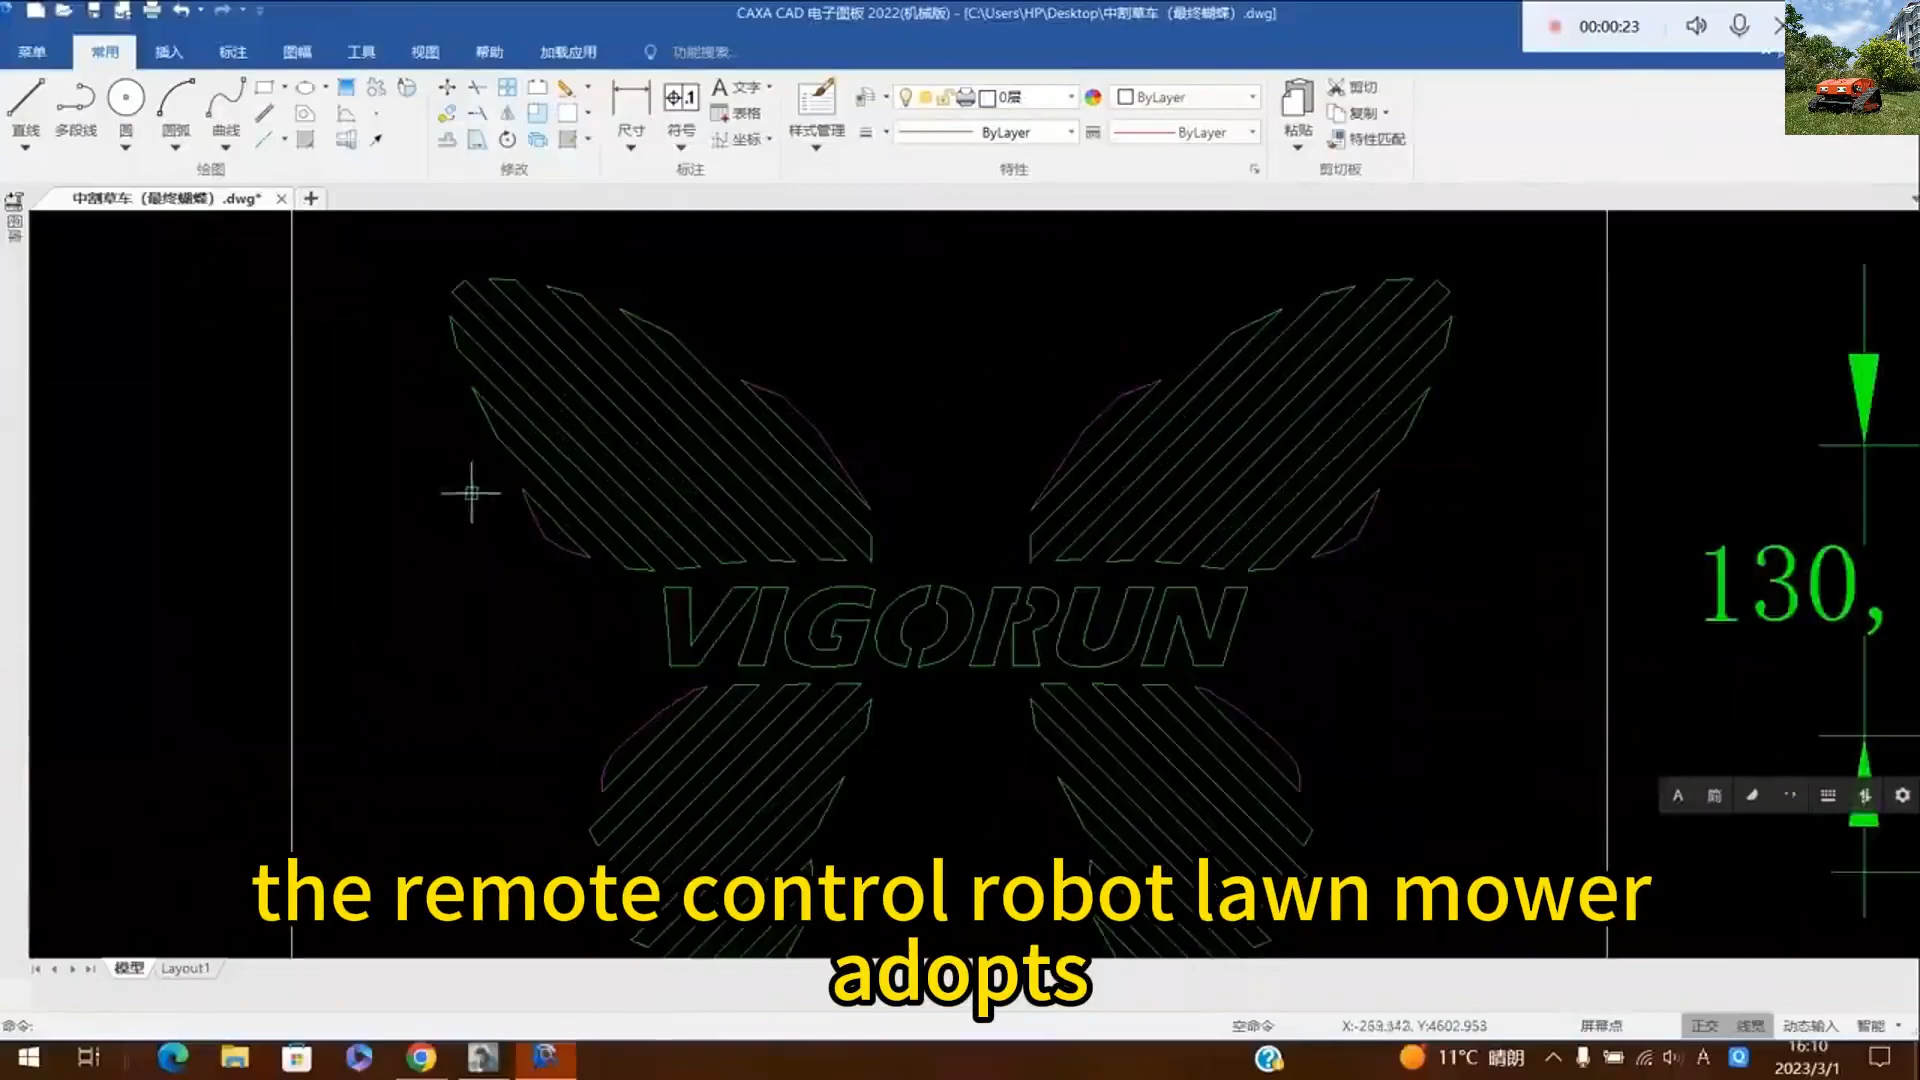 CAXA CAD 电子图板 2022(机械版) - [C:\Users\HP\Desktop\中割草车（最终蝴蝶）.dwg]
00:00:23
菜单 常用 插入 标注 图幅 工具 视图 帮助 加载应用 功能搜索...
直线 多段线 圆 圆弧 曲线
绘图
修改
尺寸 符号 文字 表格 坐标
标注
样式管理 0层 ByLayer
ByLayer ByLayer
特性
粘贴 剪切 复制 特性匹配
剪切板
中割草车（最终蝴蝶）.dwg*
VIGORUN
130,
A 简
the remote control robot lawn mower
adopts
模型 Layout1
命令:
空命令 X:-263.342, Y:4602.953 屏幕点 正交 线宽 动态输入 智能
11°C 晴朗 A 16:10
2023/3/1